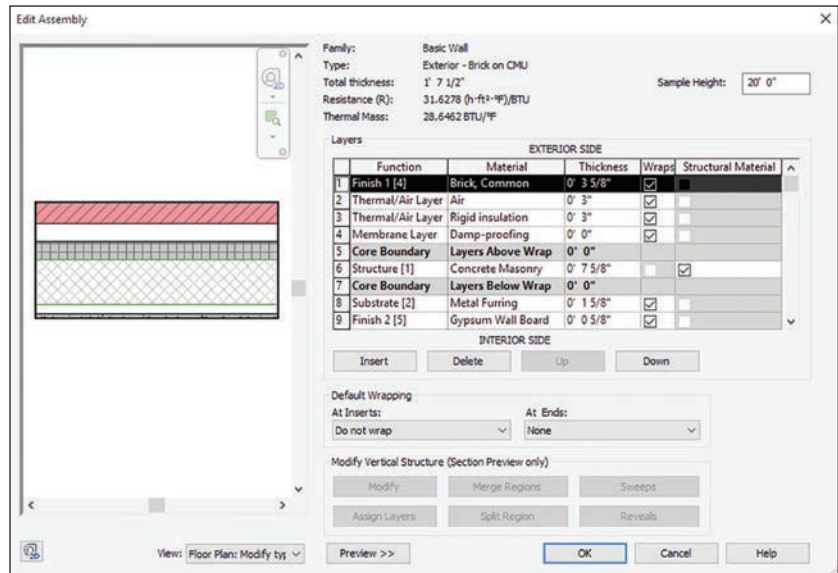 Edit Assembly
Family: Basic Wall
Type: Exterior - Brick on CMU
Total thickness: 1' 7 1/2" Sample Height: 20' 0"
Resistance (R): 31.6278 (h·ft²·°F)/BTU
Thermal Mass: 28.6462 BTU/°F
Layers
EXTERIOR SIDE
Function Material Thickness Wraps Structural Material
1 Finish 1 [4] Brick, Common 0' 3 5/8"
2 Thermal/Air Layer Air 0' 3"
3 Thermal/Air Layer Rigid insulation 0' 3"
4 Membrane Layer Damp-proofing 0' 0"
5 Core Boundary Layers Above Wrap 0' 0"
6 Structure [1] Concrete Masonry 0' 7 5/8"
7 Core Boundary Layers Below Wrap 0' 0"
8 Substrate [2] Metal Furring 0' 1 5/8"
9 Finish 2 [5] Gypsum Wall Board 0' 0 5/8"
INTERIOR SIDE
Insert Delete Up Down
Default Wrapping
At Inserts: At Ends:
Do not wrap None
Modify Vertical Structure (Section Preview only)
Modify Merge Regions Sweeps
Assign Layers Split Region Reveals
View: Floor Plan: Modify typ Preview >> OK Cancel Help